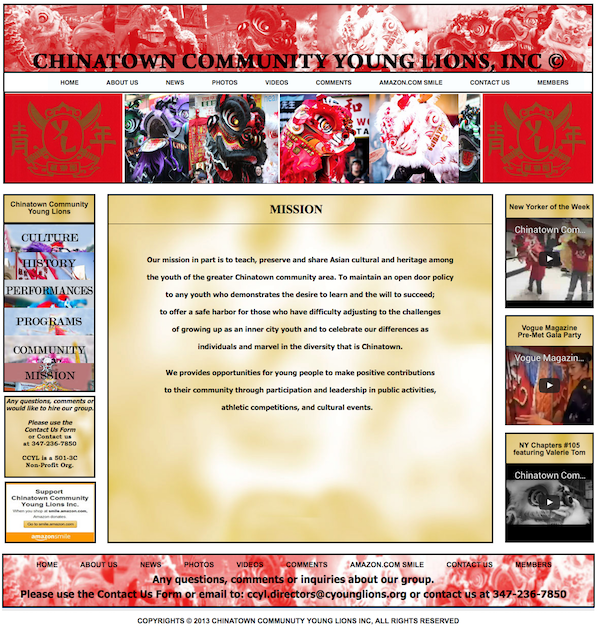 CHINATOWN COMMUNITY YOUNG LIONS, INC ©
HOME ABOUT US NEWS PHOTOS VIDEOS COMMENTS AMAZON.COM SMILE CONTACT US MEMBERS
青 年 青 年
Chinatown Community
Young Lions
CULTURE
HISTORY
PERFORMANCES
PROGRAMS
COMMUNITY
MISSION
Any questions, comments or
would like to hire our group.
Please use the
Contact Us Form
or Contact us
at 347-236-7850
CCYL is a 501-3C
Non-Profit Org.
Support
Chinatown Community
Young Lions Inc.
When you shop at smile.amazon.com,
Amazon donates.
Go to smile.amazon.com
amazonsmile
MISSION
Our mission in part is to teach, preserve and share Asian cultural and heritage among
the youth of the greater Chinatown community area. To maintain an open door policy
to any youth who demonstrates the desire to learn and the will to succeed;
to offer a safe harbor for those who have difficulty adjusting to the challenges
of growing up as an inner city youth and to celebrate our differences as
individuals and marvel in the diversity that is Chinatown.
We provides opportunities for young people to make positive contributions
to their community through participation and leadership in public activities,
athletic competitions, and cultural events.
New Yorker of the Week
Chinatown Com...
Vogue Magazine
Pre-Met Gala Party
Vogue Magazin...
NY Chapters #105
featuring Valerie Tom
Chinatown Com...
HOME ABOUT US NEWS PHOTOS VIDEOS COMMENTS AMAZON.COM SMILE CONTACT US MEMBERS
Any questions, comments or inquiries about our group.
Please use the Contact Us Form or email to: ccyl.directors@cyounglions.org or contact us at 347-236-7850
COPYRIGHTS © 2013 CHINATOWN COMMUNUTY YOUNG LIONS INC, ALL RIGHTS RESERVED